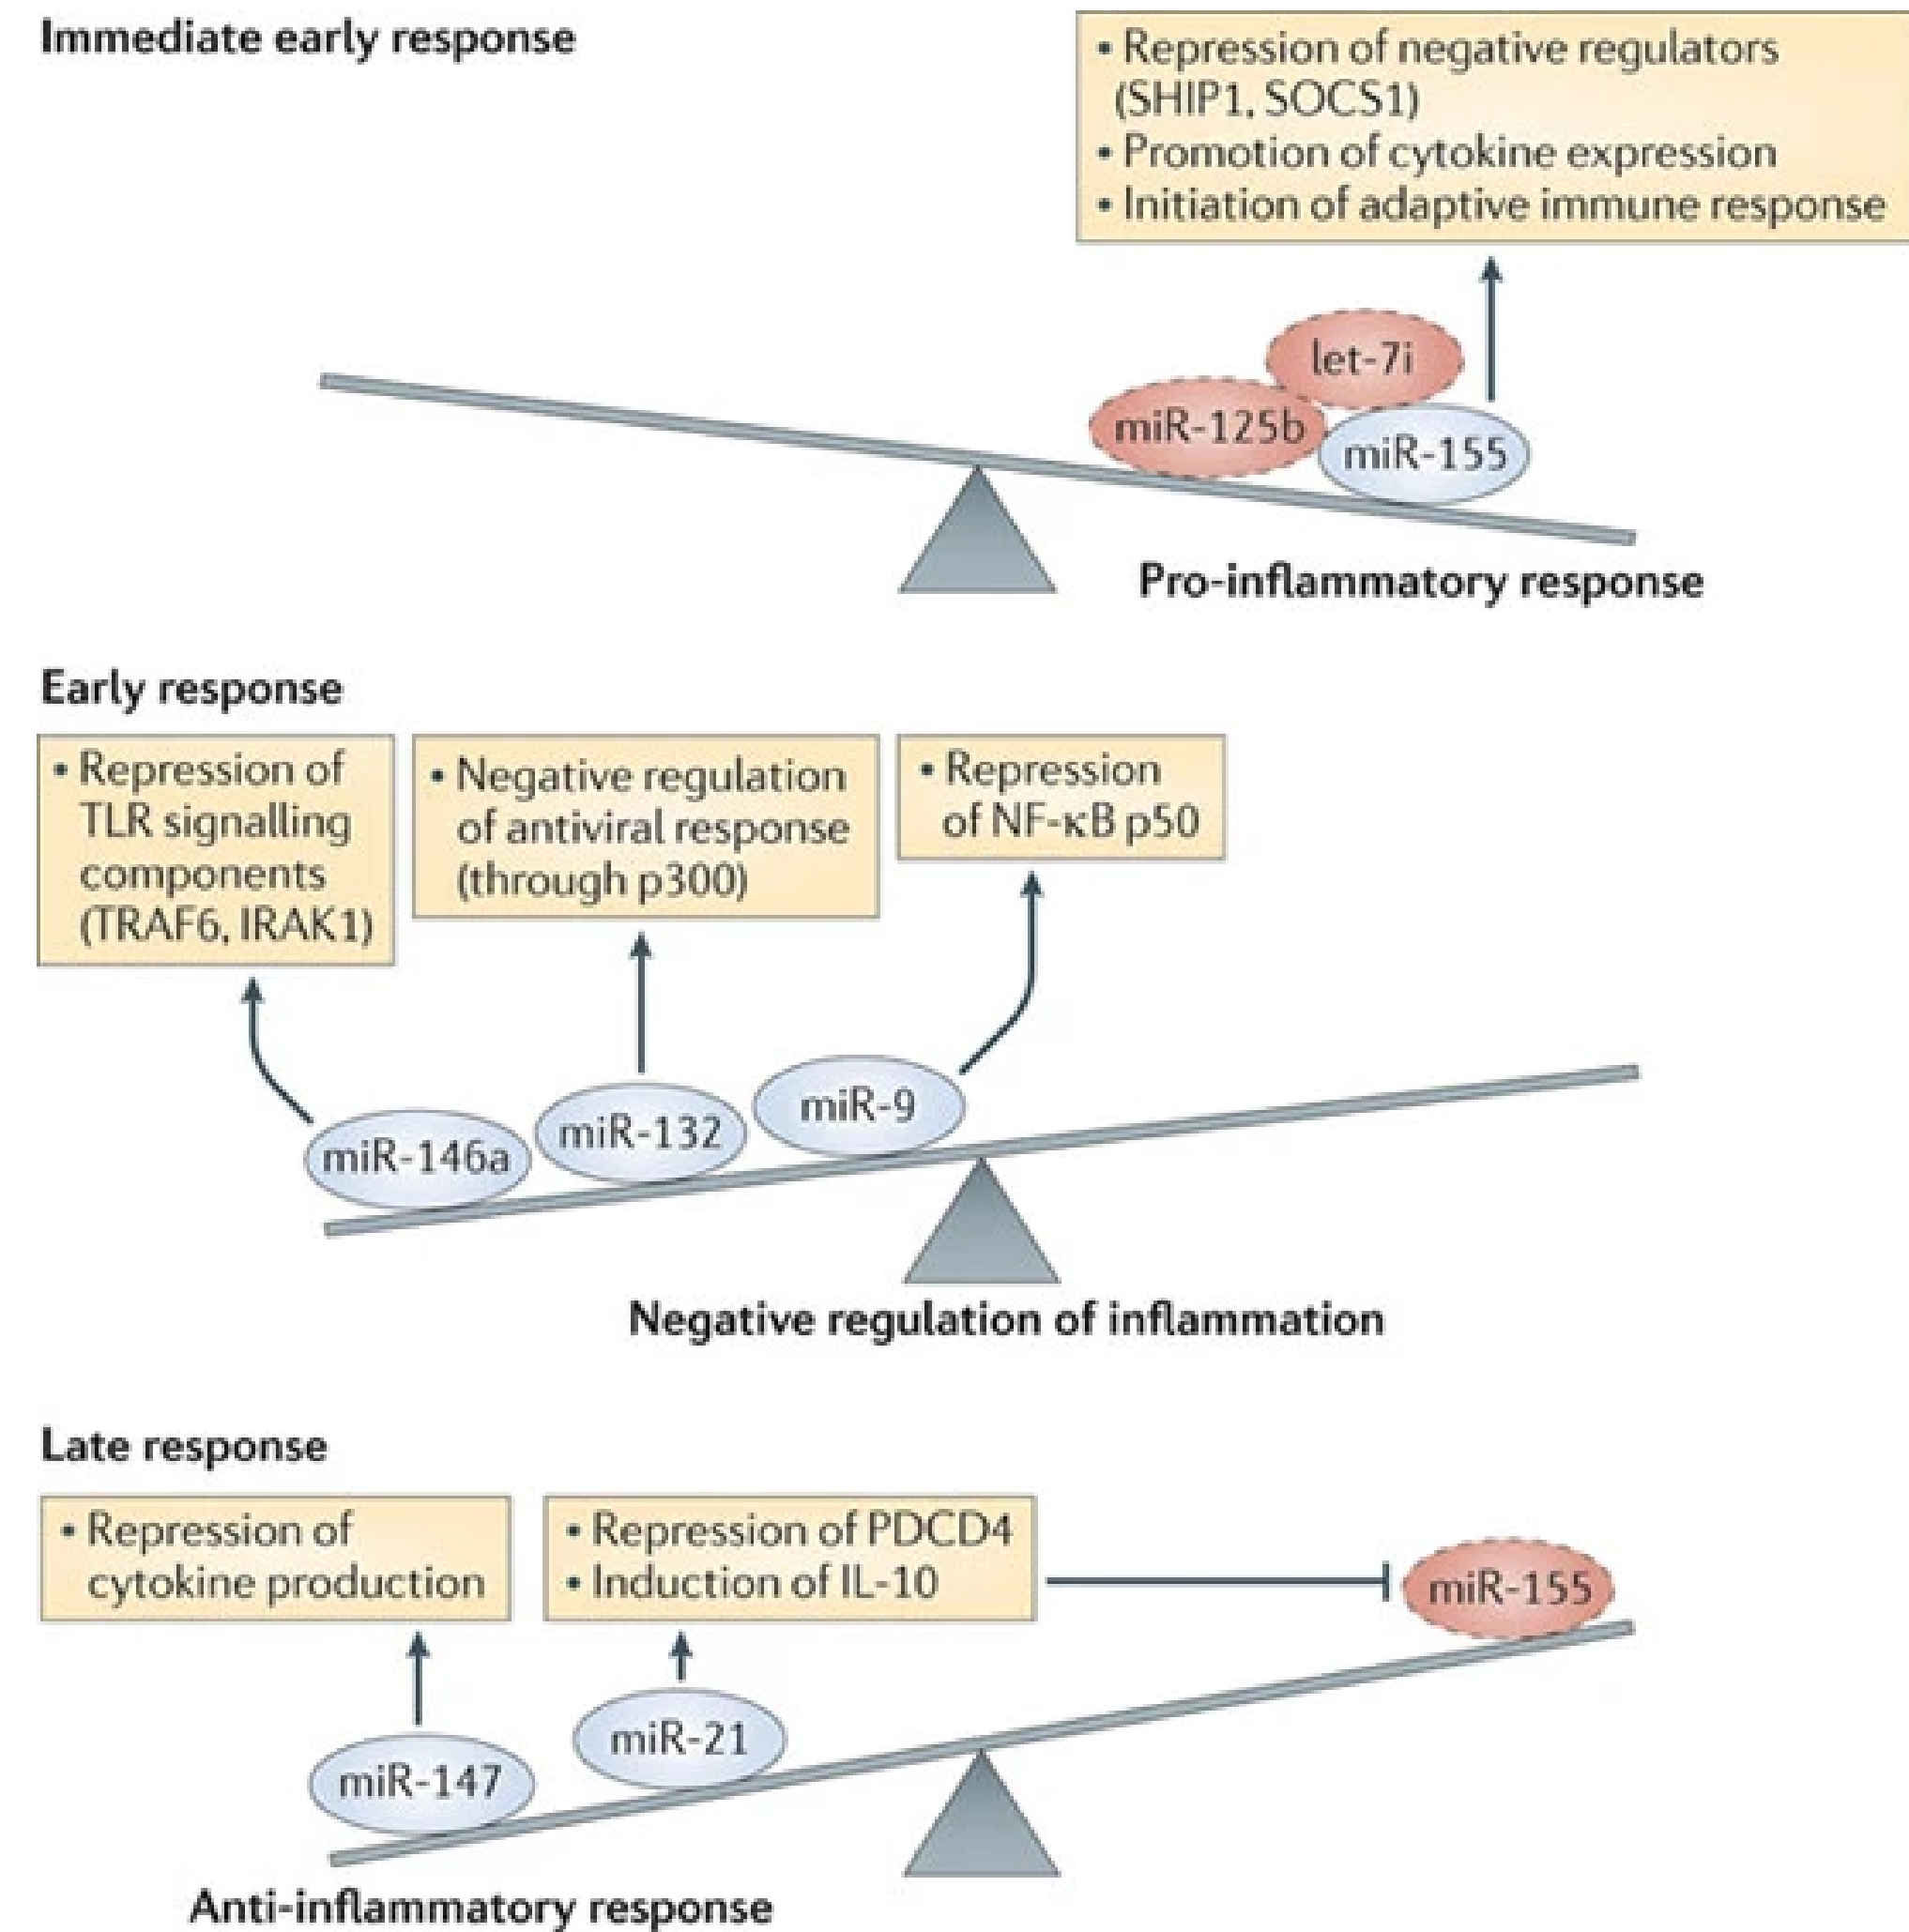 Immediate early response
• Repression of negative regulators
(SHIP1, SOCS1)
• Promotion of cytokine expression
• Initiation of adaptive immune response
let-7i
miR-125b
miR-155
Pro-inflammatory response
Early response
• Repression of
TLR signalling
components
(TRAF6, IRAK1)
• Negative regulation
of antiviral response
(through p300)
• Repression
of NF-κB p50
miR-146a
miR-132
miR-9
Negative regulation of inflammation
Late response
• Repression of
cytokine production
• Repression of PDCD4
• Induction of IL-10
miR-155
miR-21
miR-147
Anti-inflammatory response